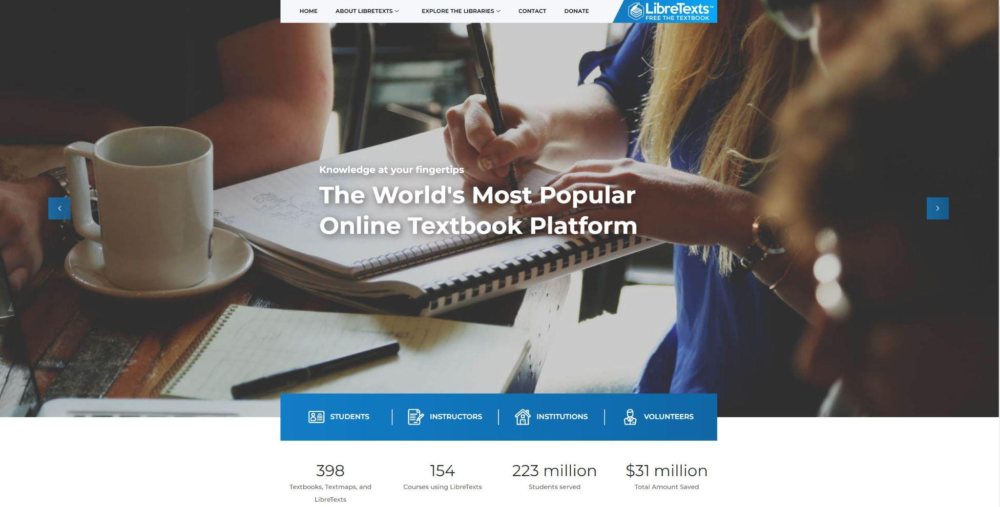 HOME ABOUT LIBRETEXTS EXPLORE THE LIBRARIES CONTACT DONATE
LibreTexts™
FREE THE TEXTBOOK
Knowledge at your fingertips
The World's Most Popular
Online Textbook Platform
STUDENTS INSTRUCTORS INSTITUTIONS VOLUNTEERS
398
Textbooks, Textmaps, and
LibreTexts
154
Courses using LibreTexts
223 million
Students served
$31 million
Total Amount Saved